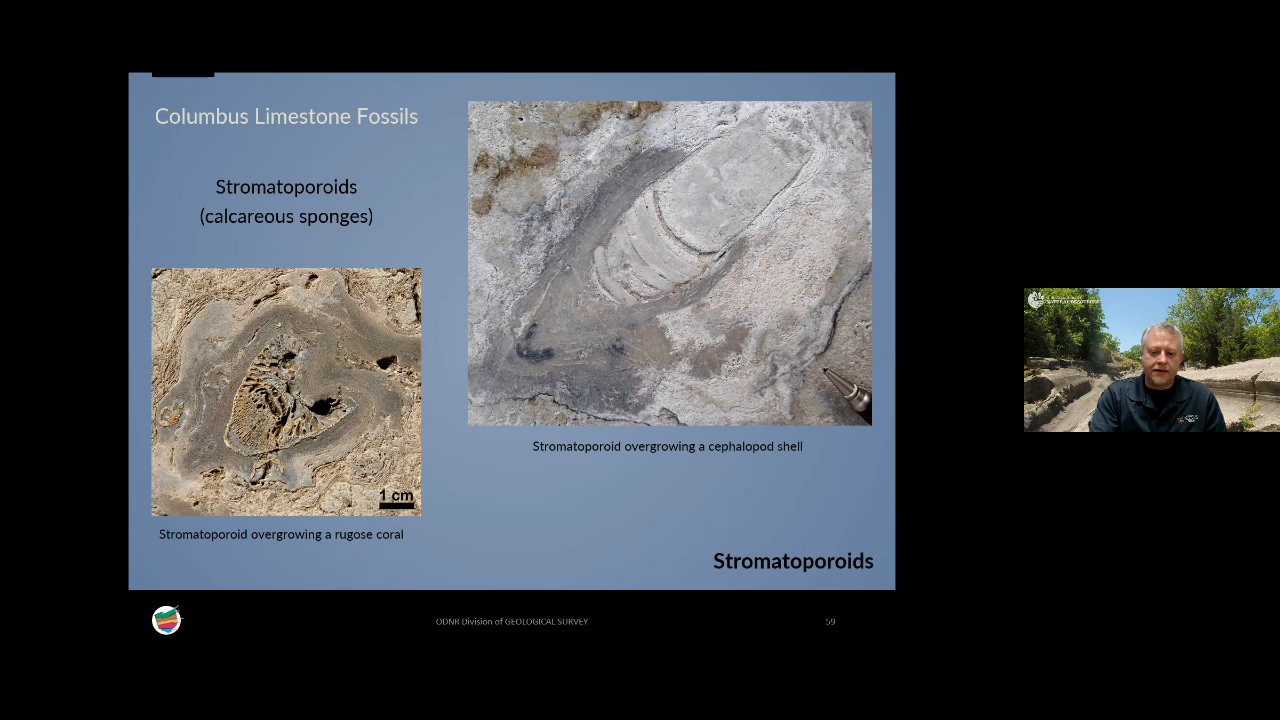 Columbus Limestone Fossils
Stromatoporoids
(calcareous sponges)
1 cm
Stromatoporoid overgrowing a rugose coral
Stromatoporoid overgrowing a cephalopod shell
Stromatoporoids
ODNR Division of GEOLOGICAL SURVEY
59